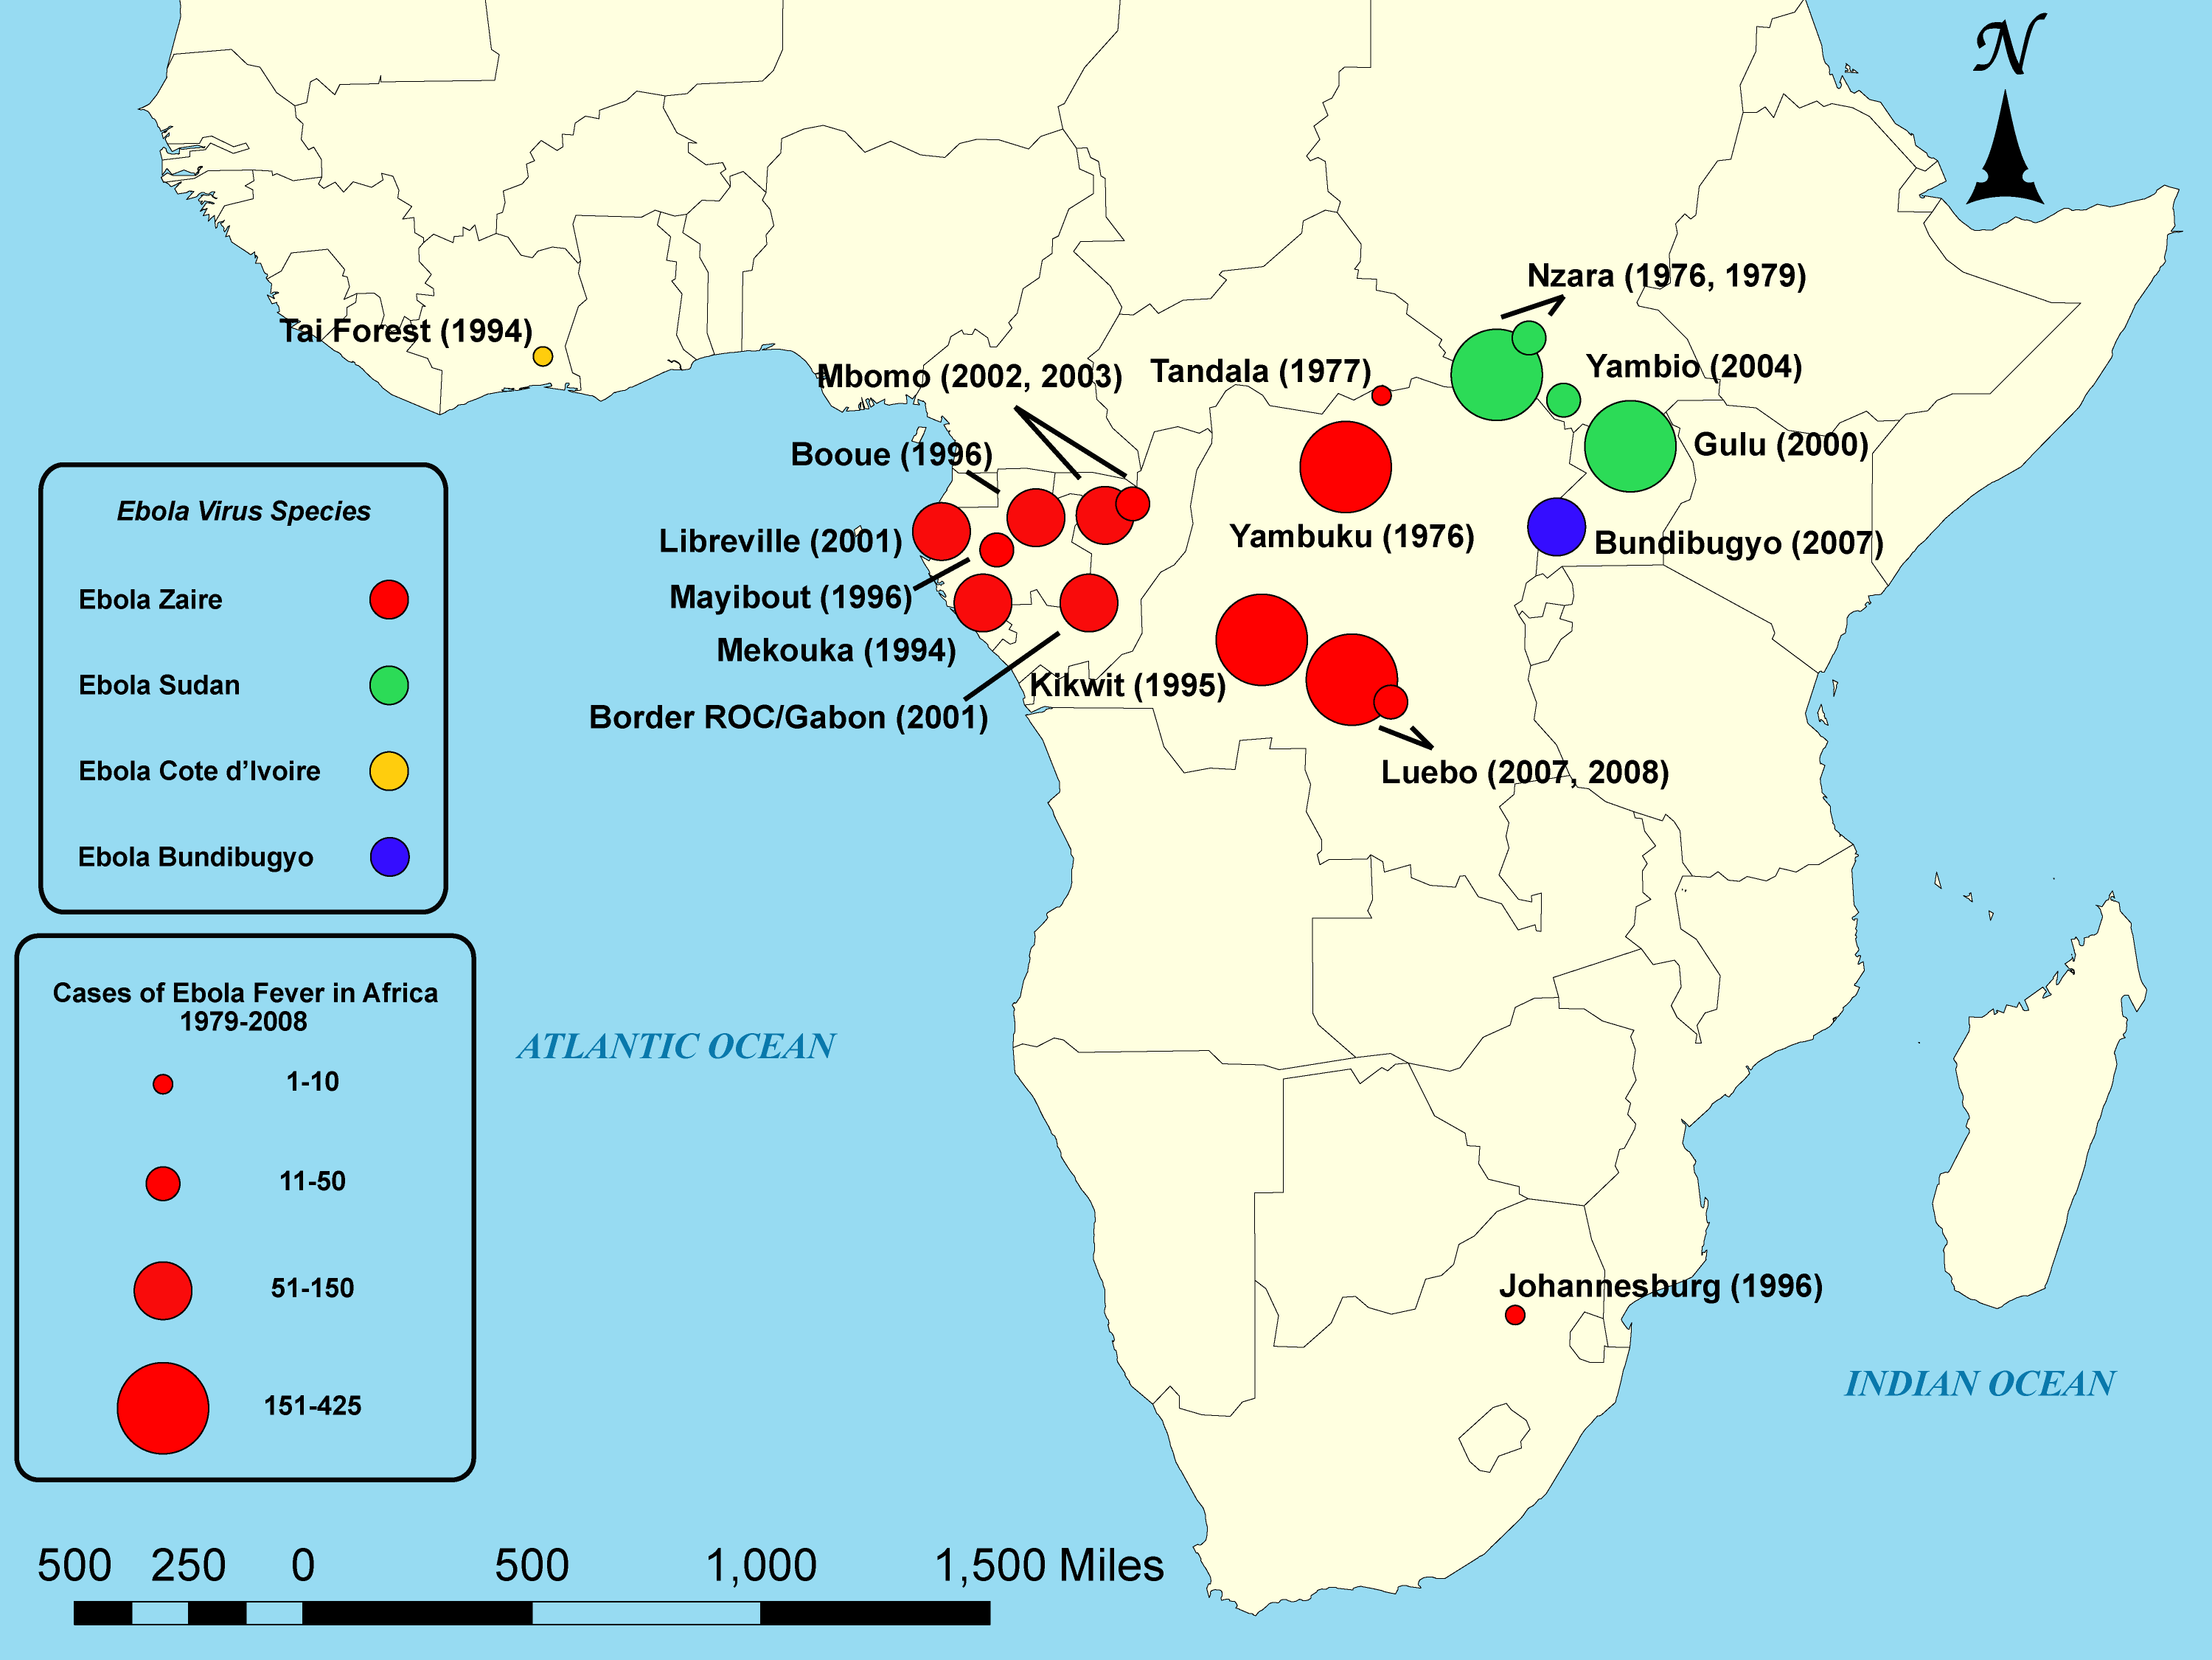 N
Nzara (1976, 1979)
Tai Forest (1994)
Yambio (2004)
Mbomo (2002, 2003)
Tandala (1977)
Gulu (2000)
Booue (1996)
Libreville (2001)
Yambuku (1976)
Bundibugyo (2007)
Mayibout (1996)
Mekouka (1994)
Kikwit (1995)
Border ROC/Gabon (2001)
Luebo (2007, 2008)
Ebola Virus Species
Ebola Zaire
Ebola Sudan
Ebola Cote d’Ivoire
Ebola Bundibugyo
Cases of Ebola Fever in Africa
1979-2008
1-10
11-50
51-150
151-425
ATLANTIC OCEAN
Johannesburg (1996)
INDIAN OCEAN
500 250 0 500 1,000 1,500 Miles